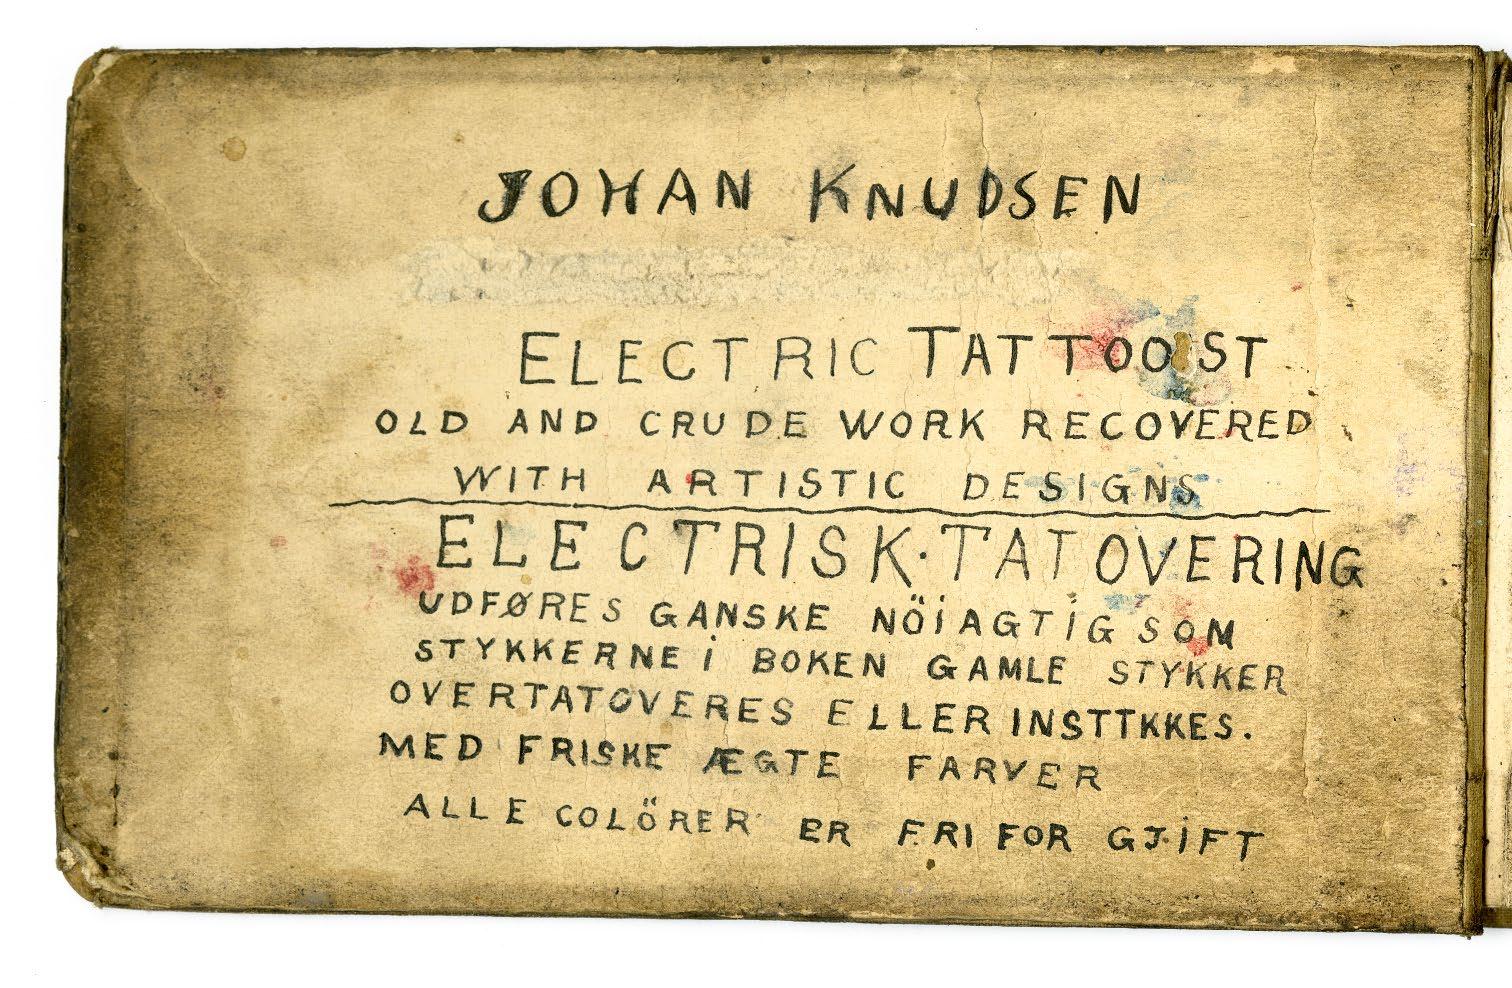 JOHAN KNUDSEN
ELECTRIC TATTOOIST
OLD AND CRUDE WORK RECOVERED
WITH ARTISTIC DESIGNS
ELECTRISK·TATOVERING
UDFØRES GANSKE NÖIAGTIG SOM
STYKKERNE I BOKEN GAMLE STYKKER
OVERTATOVERES ELLER INSTTKKES.
MED FRISKE ÆGTE FARVER
ALLE COLÖRER ER FRI FOR GJIFT